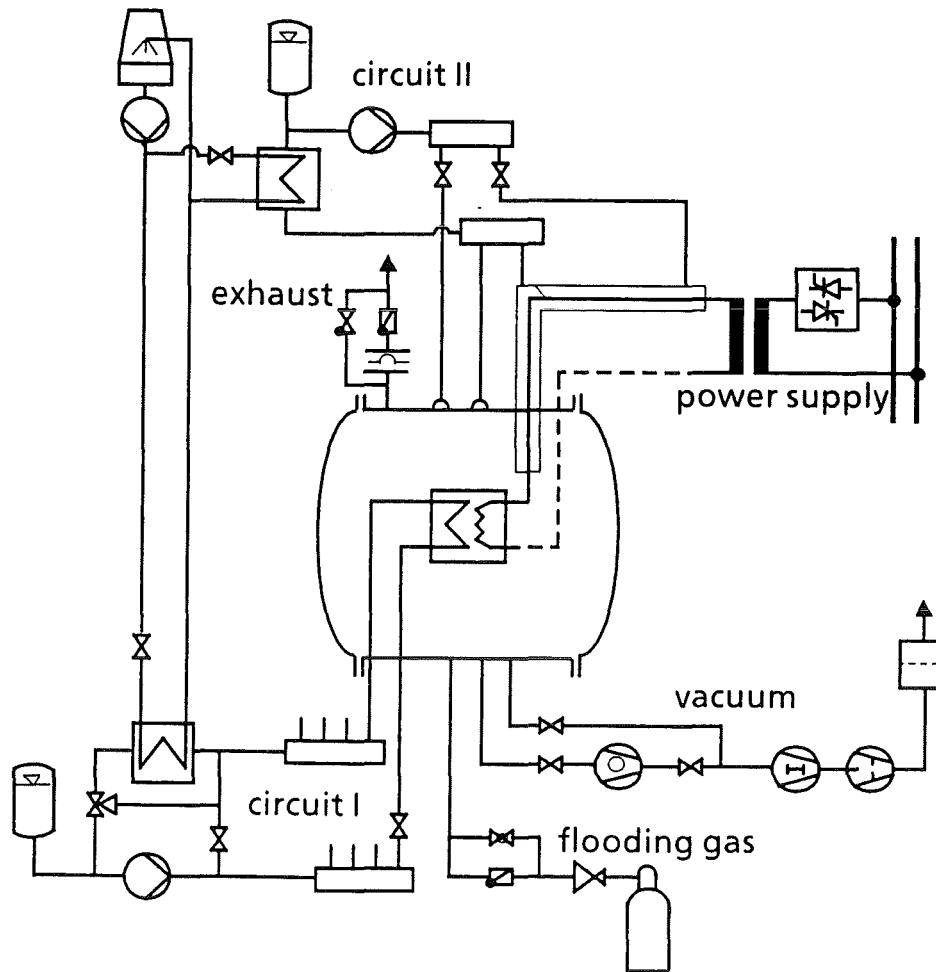 circuit II
exhaust
power supply
vacuum
circuit I
flooding gas